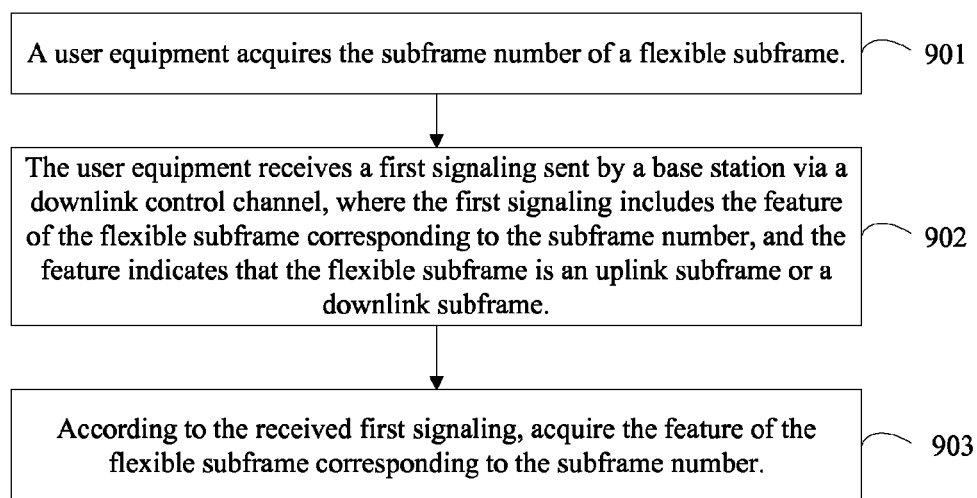 A user equipment acquires the subframe number of a flexible subframe.
901
The user equipment receives a first signaling sent by a base station via a
downlink control channel, where the first signaling includes the feature
of the flexible subframe corresponding to the subframe number, and the
feature indicates that the flexible subframe is an uplink subframe or a
downlink subframe.
902
According to the received first signaling, acquire the feature of the
flexible subframe corresponding to the subframe number.
903